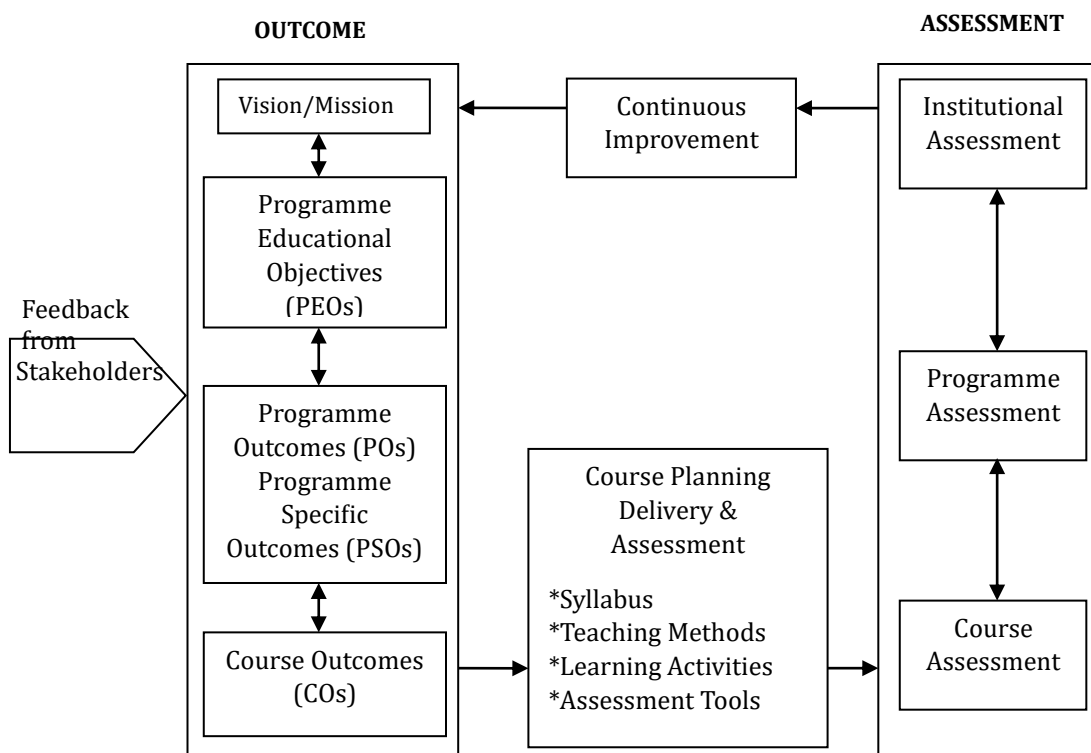 OUTCOME
ASSESSMENT
Vision/Mission
Programme
Educational
Objectives
(PEOs)
Programme
Outcomes (POs)
Programme
Specific
Outcomes (PSOs)
Course Outcomes
(COs)
Feedback
from
Stakeholders
Continuous
Improvement
Course Planning
Delivery &
Assessment
*Syllabus
*Teaching Methods
*Learning Activities
*Assessment Tools
Institutional
Assessment
Programme
Assessment
Course
Assessment